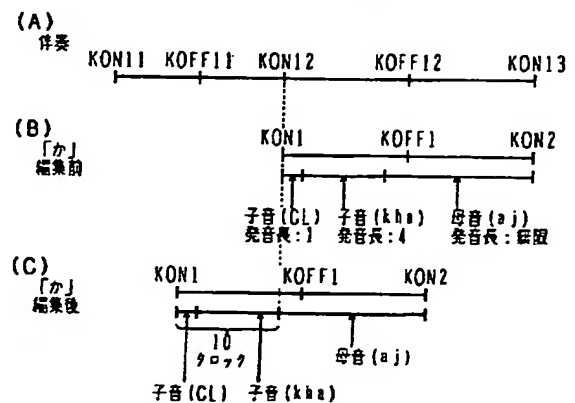 (A)
伴奏
KON11 KOFF11 KON12 KOFF12 KON13
(B)
「か」
編集前
KON1 KOFF1 KON2
子音(CL) 子音(kha) 母音(aj)
発音長:1 発音長:4 発音長:無限
(C)
「か」
編集後
KON1 KOFF1 KON2
10
クロック
母音(aj)
子音(CL) 子音(kha)